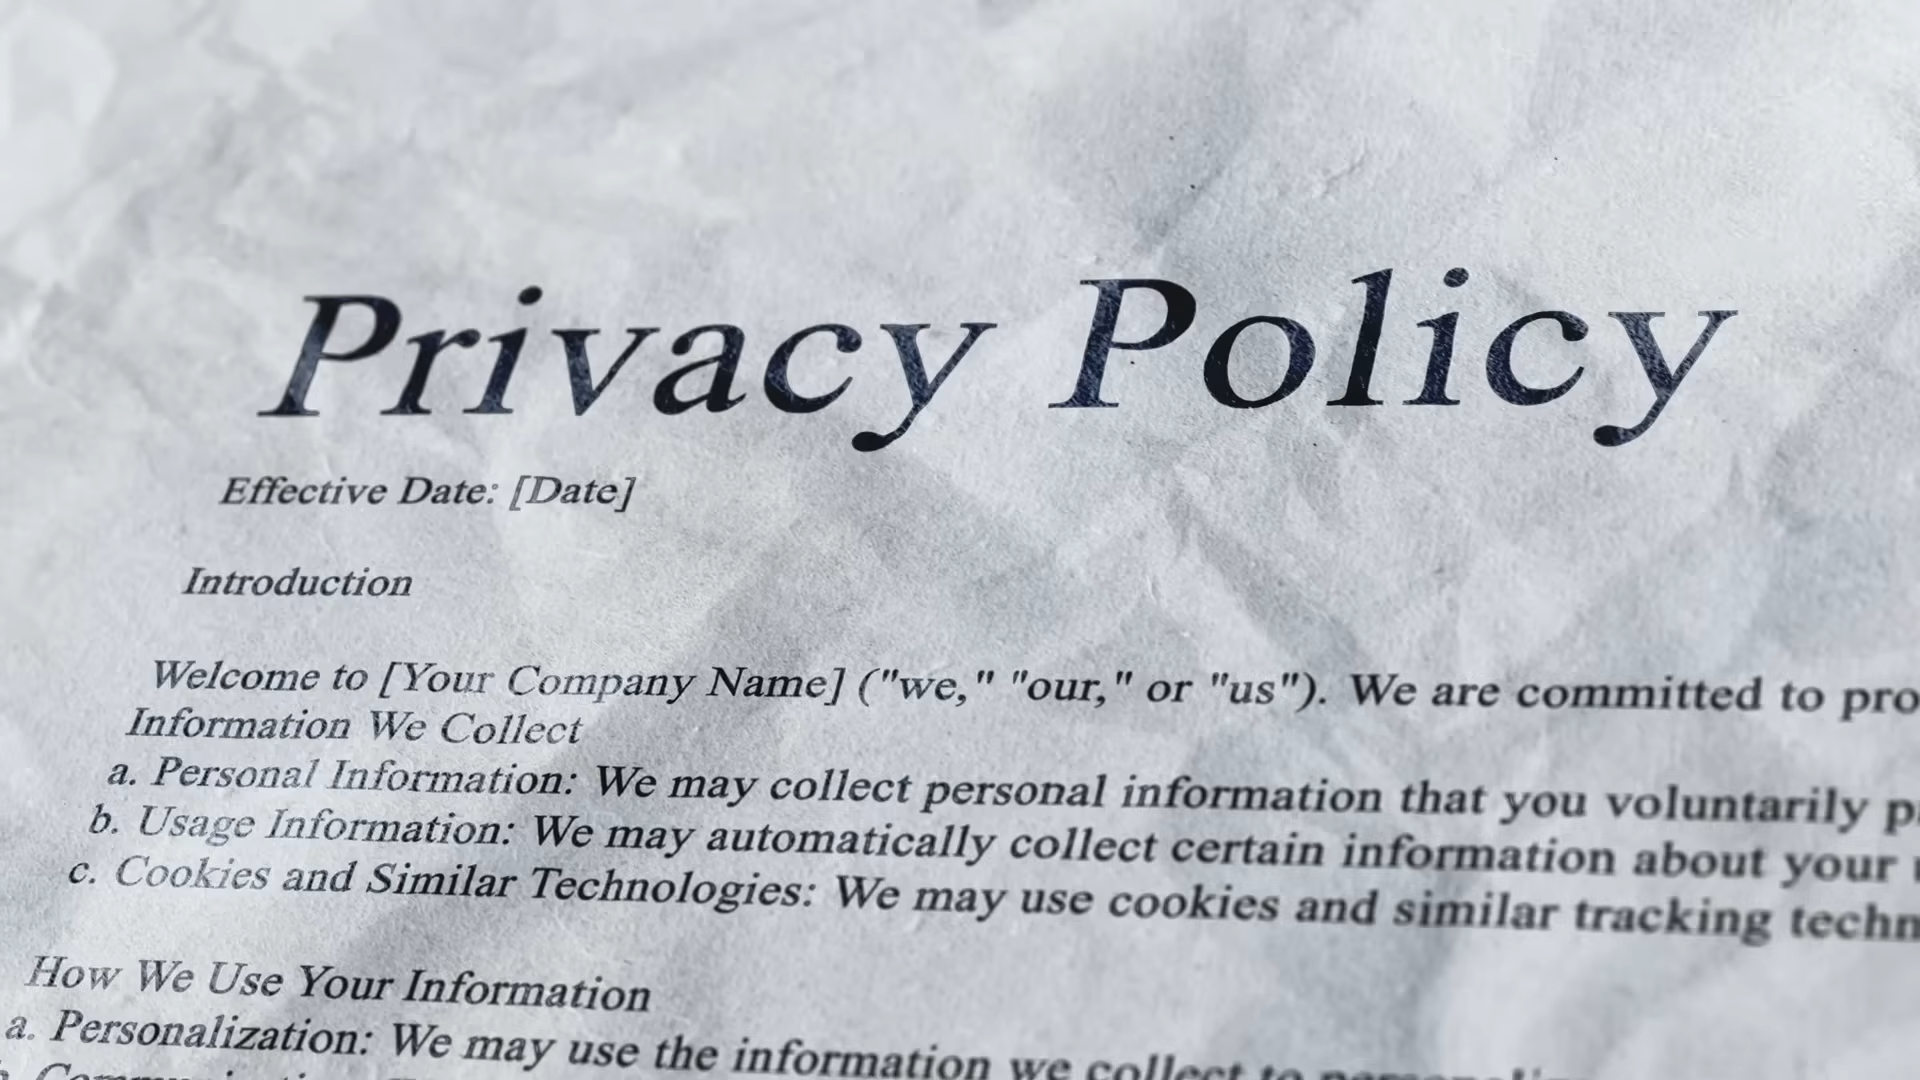 Privacy Policy
Effective Date: [Date]
Introduction
Welcome to [Your Company Name] ("we," "our," or "us"). We are committed to
Information We Collect
a. Personal Information: We may collect personal information that you voluntarily
b. Usage Information: We may automatically collect certain information about your
c. Cookies and Similar Technologies: We may use cookies and similar tracking
How We Use Your Information
a. Personalization: We may use the information we collect to